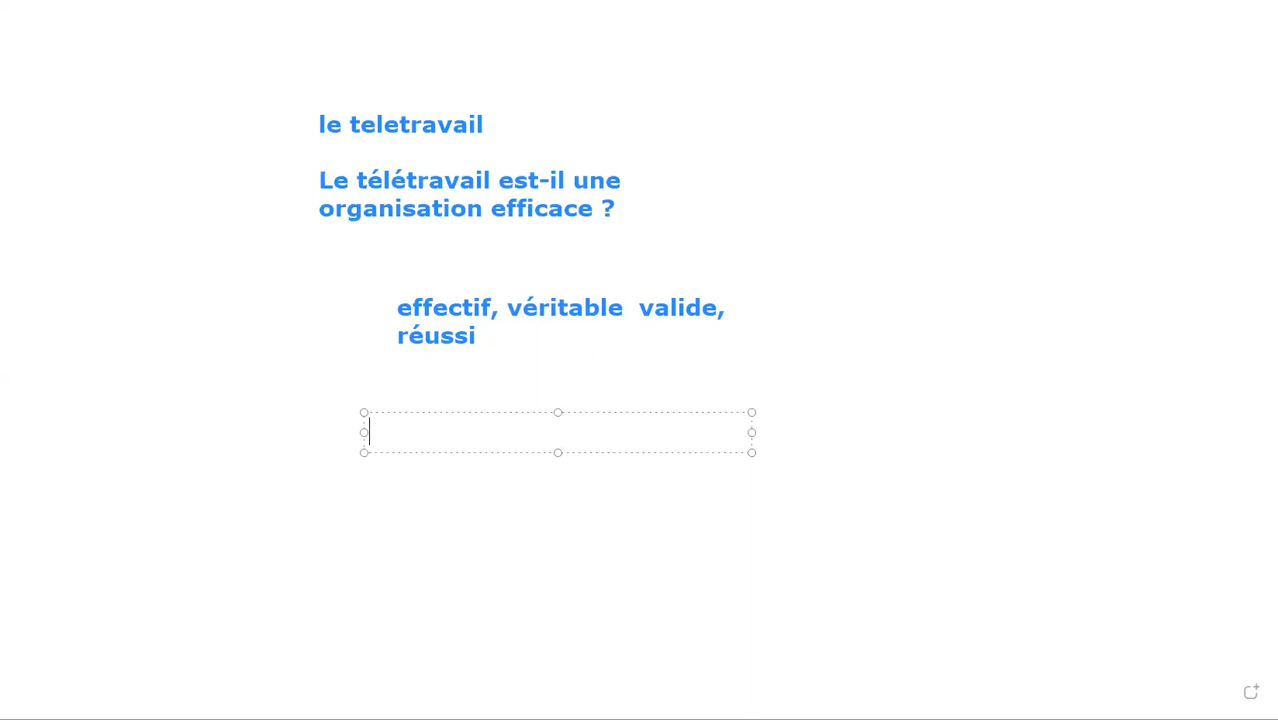 le teletravail
Le télétravail est-il une
organisation efficace ?
effectif, véritable  valide,
réussi